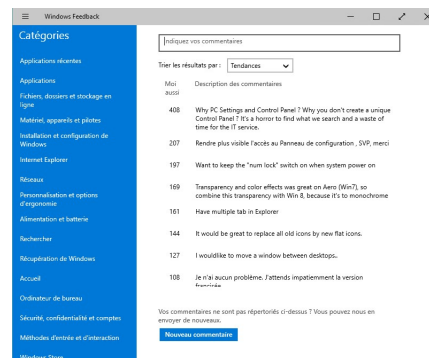 Windows Feedback
Catégories
Applications récentes
Applications
Fichiers, dossiers et stockage en
ligne
Matériel, appareils et pilotes
Installation et configuration de
Windows
Internet Explorer
Réseaux
Personnalisation et options
d'ergonomie
Alimentation et batterie
Rechercher
Récupération de Windows
Accueil
Ordinateur de bureau
Sécurité, confidentialité et comptes
Méthodes d'entrée et d'interaction
Windows Store
Indiquez vos commentaires
Trier les résultats par : Tendances
Moi
aussi
Description des commentaires
408 Why PC Settings and Control Panel ? Why you don't create a unique
Control Panel ? It's a horror to find what we search and a waste of
time for the IT service.
207 Rendre plus visible l'accès au Panneau de configuration , SVP, merci
197 Want to keep the "num lock" switch on when system power on
169 Transparency and color effects was great on Aero (Win7), so
combine this transparency with Win 8, because it's to monochrome
161 Have multiple tab in Explorer
144 It would be great to replace all old icons by new flat icons.
127 I wouldlike to move a window between desktops..
108 Je n'ai aucun problème. J'attends impatiemment la version
francisée
Vos commentaires ne sont pas répertoriés ci-dessus ? Vous pouvez nous en
envoyer de nouveaux.
Nouveau commentaire